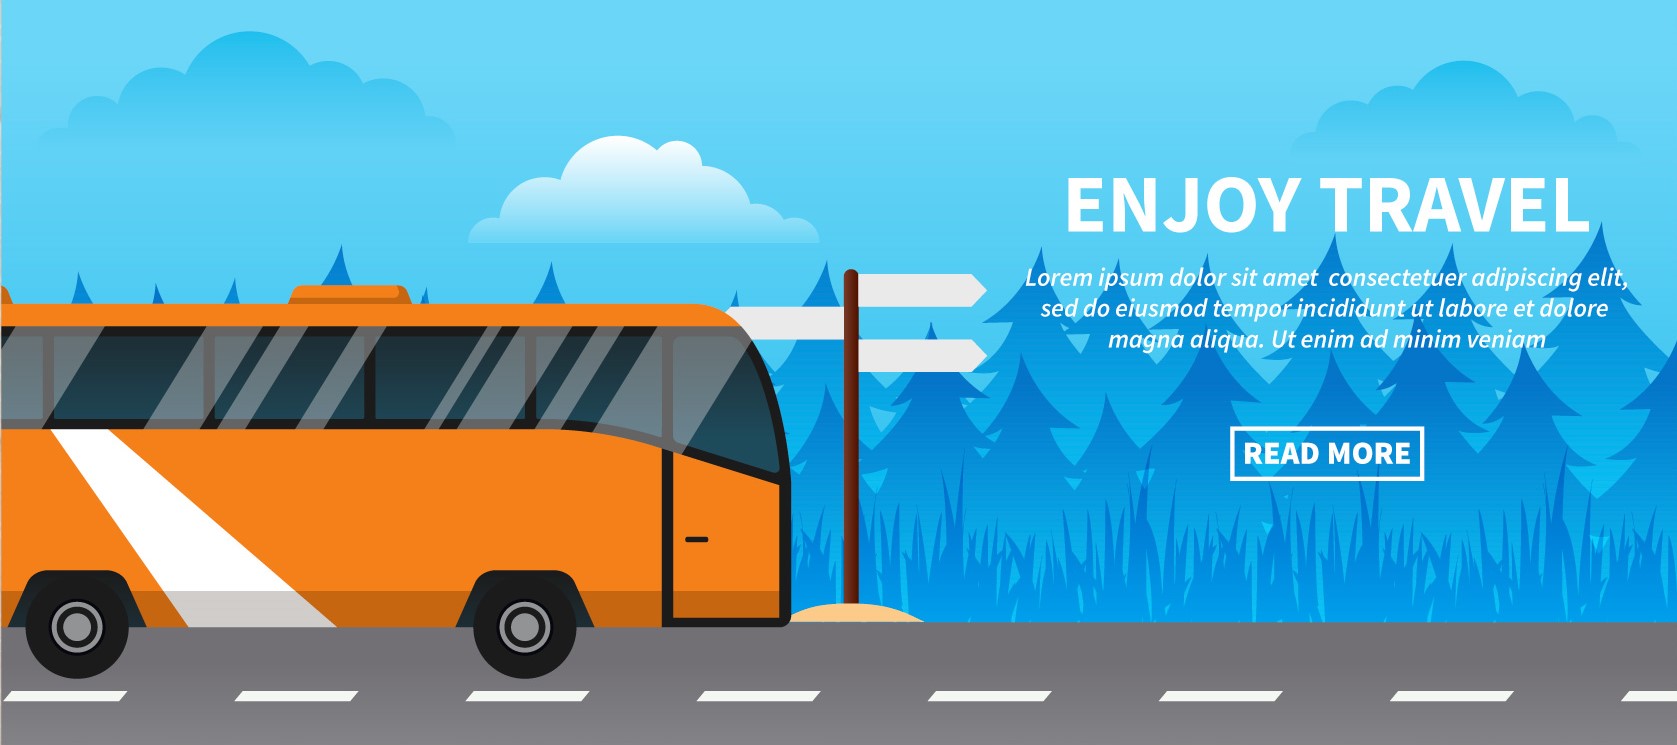 ENJOY TRAVEL
Lorem ipsum dolor sit amet  consectetuer adipiscing elit,
sed do eiusmod tempor incididunt ut labore et dolore
magna aliqua. Ut enim ad minim veniam
READ MORE